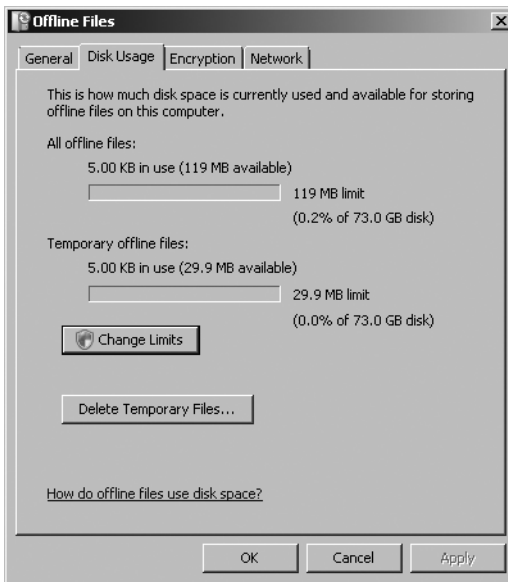 Offline Files
General
Disk Usage
Encryption
Network
This is how much disk space is currently used and available for storing
offline files on this computer.
All offline files:
5.00 KB in use (119 MB available)
119 MB limit
(0.2% of 73.0 GB disk)
Temporary offline files:
5.00 KB in use (29.9 MB available)
29.9 MB limit
(0.0% of 73.0 GB disk)
Change Limits
Delete Temporary Files...
How do offline files use disk space?
OK
Cancel
Apply